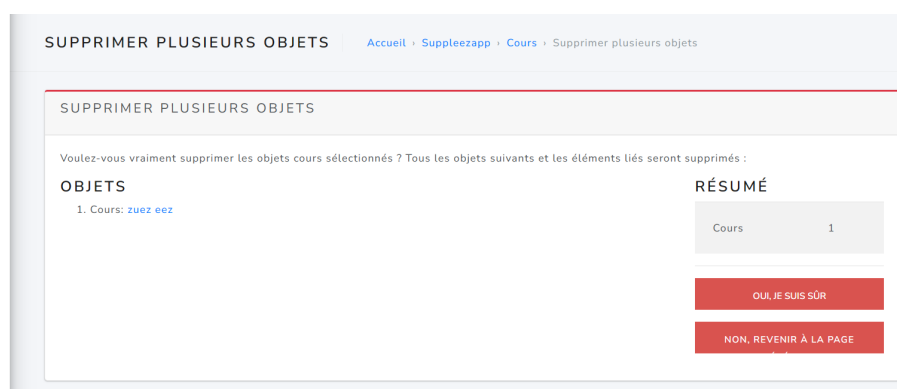 SUPPRIMER PLUSIEURS OBJETS Accueil › Suppleezapp › Cours › Supprimer plusieurs objets
SUPPRIMER PLUSIEURS OBJETS
Voulez-vous vraiment supprimer les objets cours sélectionnés ? Tous les objets suivants et les éléments liés seront supprimés :
OBJETS
1. Cours: zuez eez
RÉSUMÉ
Cours 1
OUI, JE SUIS SÛR
NON, REVENIR À LA PAGE